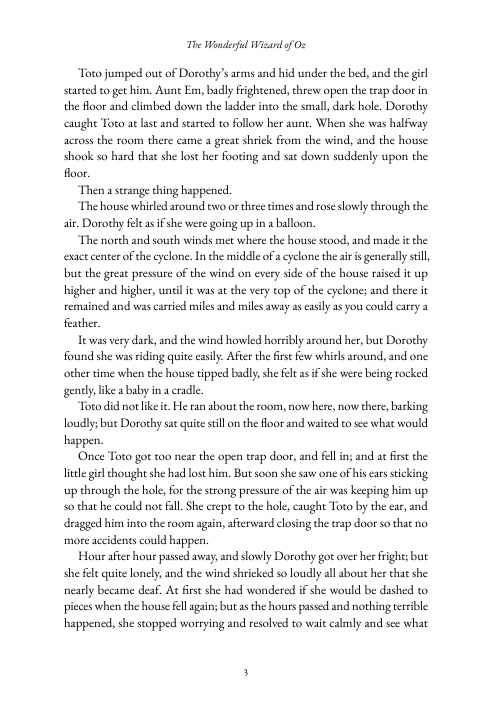 The Wonderful Wizard of Oz
Toto jumped out of Dorothy’s arms and hid under the bed, and the girl
started to get him. Aunt Em, badly frightened, threw open the trap door in
the floor and climbed down the ladder into the small, dark hole. Dorothy
caught Toto at last and started to follow her aunt. When she was halfway
across the room there came a great shriek from the wind, and the house
shook so hard that she lost her footing and sat down suddenly upon the
floor.
Then a strange thing happened.
The house whirled around two or three times and rose slowly through the
air. Dorothy felt as if she were going up in a balloon.
The north and south winds met where the house stood, and made it the
exact center of the cyclone. In the middle of a cyclone the air is generally still,
but the great pressure of the wind on every side of the house raised it up
higher and higher, until it was at the very top of the cyclone; and there it
remained and was carried miles and miles away as easily as you could carry a
feather.
It was very dark, and the wind howled horribly around her, but Dorothy
found she was riding quite easily. After the first few whirls around, and one
other time when the house tipped badly, she felt as if she were being rocked
gently, like a baby in a cradle.
Toto did not like it. He ran about the room, now here, now there, barking
loudly; but Dorothy sat quite still on the floor and waited to see what would
happen.
Once Toto got too near the open trap door, and fell in; and at first the
little girl thought she had lost him. But soon she saw one of his ears sticking
up through the hole, for the strong pressure of the air was keeping him up
so that he could not fall. She crept to the hole, caught Toto by the ear, and
dragged him into the room again, afterward closing the trap door so that no
more accidents could happen.
Hour after hour passed away, and slowly Dorothy got over her fright; but
she felt quite lonely, and the wind shrieked so loudly all about her that she
nearly became deaf. At first she had wondered if she would be dashed to
pieces when the house fell again; but as the hours passed and nothing terrible
happened, she stopped worrying and resolved to wait calmly and see what
3